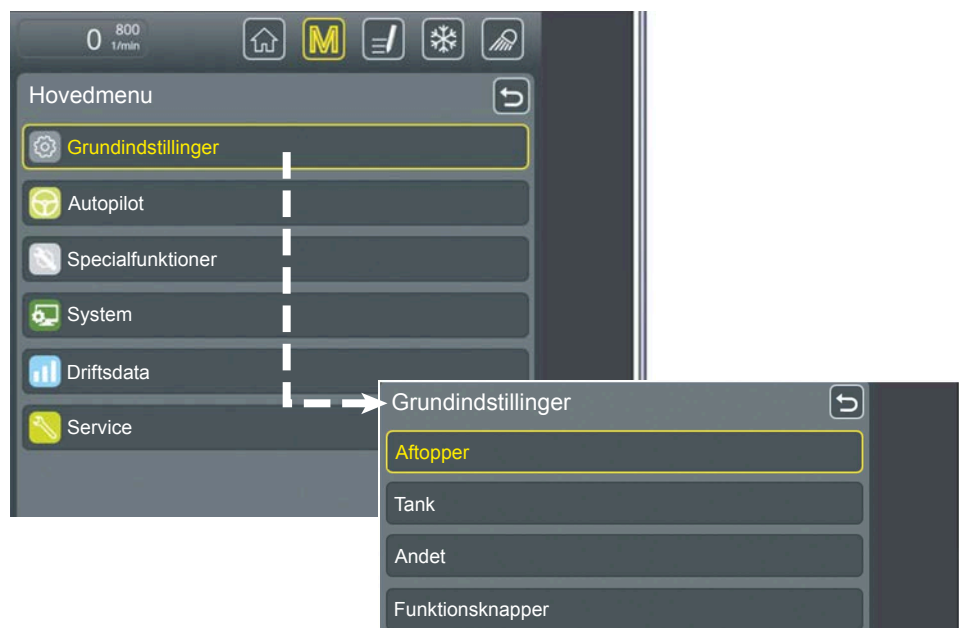 0 800 1/min
M
Hovedmenu
Grundindstillinger
Autopilot
Specialfunktioner
System
Driftsdata
Service
Grundindstillinger
Aftopper
Tank
Andet
Funktionsknapper